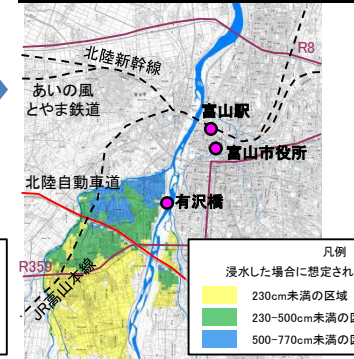 R8
北陸新幹線
あいの風
とやま鉄道
富山駅
富山市役所
北陸自動車道
有沢橋
R359
JR高山本線
凡例
浸水した場合に想定され
230cm未満の区域
230-500cm未満の区
500-770cm未満の区